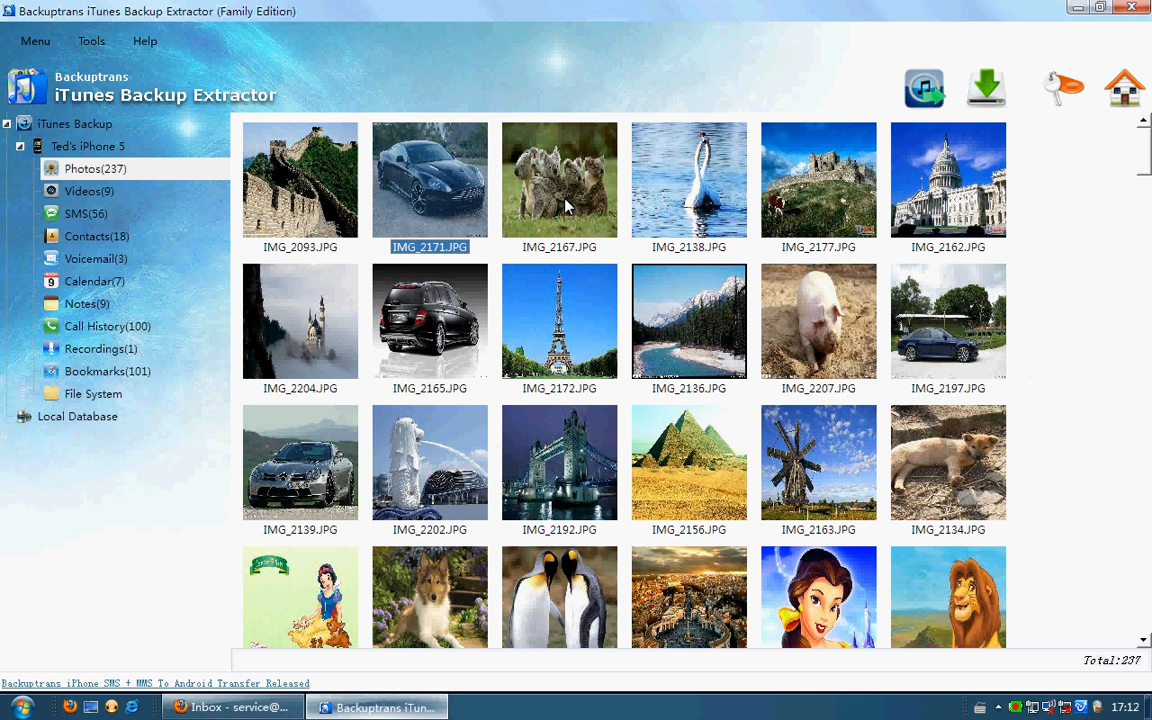 Backuptrans iTunes Backup Extractor (Family Edition)
Menu Tools Help
Backuptrans
iTunes Backup Extractor
iTunes Backup
Ted's iPhone 5
Photos(237)
Videos(9)
SMS(56)
Contacts(18)
Voicemail(3)
Calendar(7)
9
Notes(9)
Call History(100)
Recordings(1)
Bookmarks(101)
File System
Local Database
IMG_2093.JPG IMG_2171.JPG IMG_2167.JPG IMG_2138.JPG IMG_2177.JPG IMG_2162.JPG
IMG_2204.JPG IMG_2165.JPG IMG_2172.JPG IMG_2136.JPG IMG_2207.JPG IMG_2197.JPG
IMG_2139.JPG IMG_2202.JPG IMG_2192.JPG IMG_2156.JPG IMG_2163.JPG IMG_2134.JPG
Total:237
Backuptrans iPhone SMS + MMS To Android Transfer Released
Inbox - service@... Backuptrans iTun... 17:12